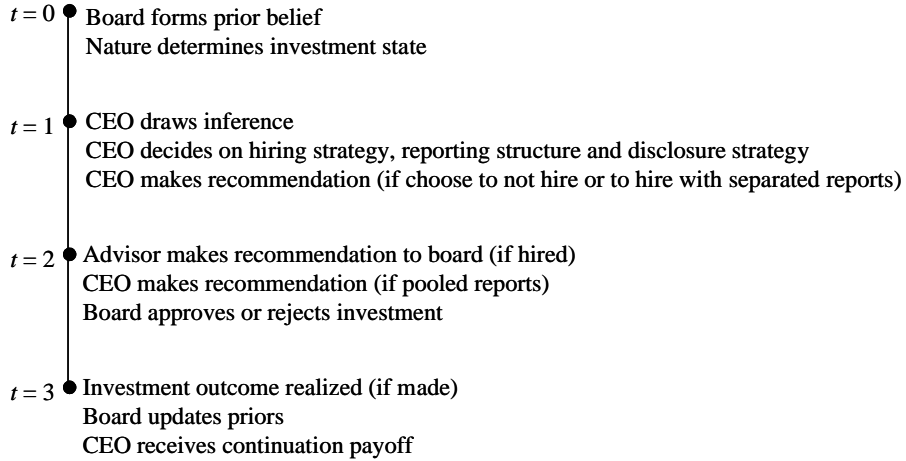 t = 0 Board forms prior belief
Nature determines investment state
t = 1 CEO draws inference
CEO decides on hiring strategy, reporting structure and disclosure strategy
CEO makes recommendation (if choose to not hire or to hire with separated reports)
t = 2 Advisor makes recommendation to board (if hired)
CEO makes recommendation (if pooled reports)
Board approves or rejects investment
t = 3 Investment outcome realized (if made)
Board updates priors
CEO receives continuation payoff